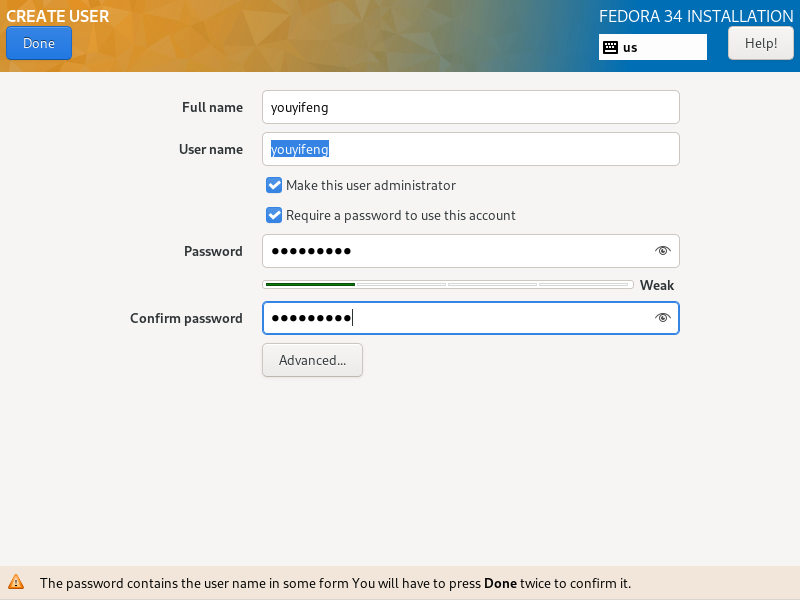 CREATE USER
FEDORA 34 INSTALLATION
Done
us
Help!
Full name
youyifeng
User name
youyifeng
Make this user administrator
Require a password to use this account
Password
●●●●●●●●●
Weak
Confirm password
●●●●●●●●●
Advanced...
The password contains the user name in some form You will have to press Done twice to confirm it.